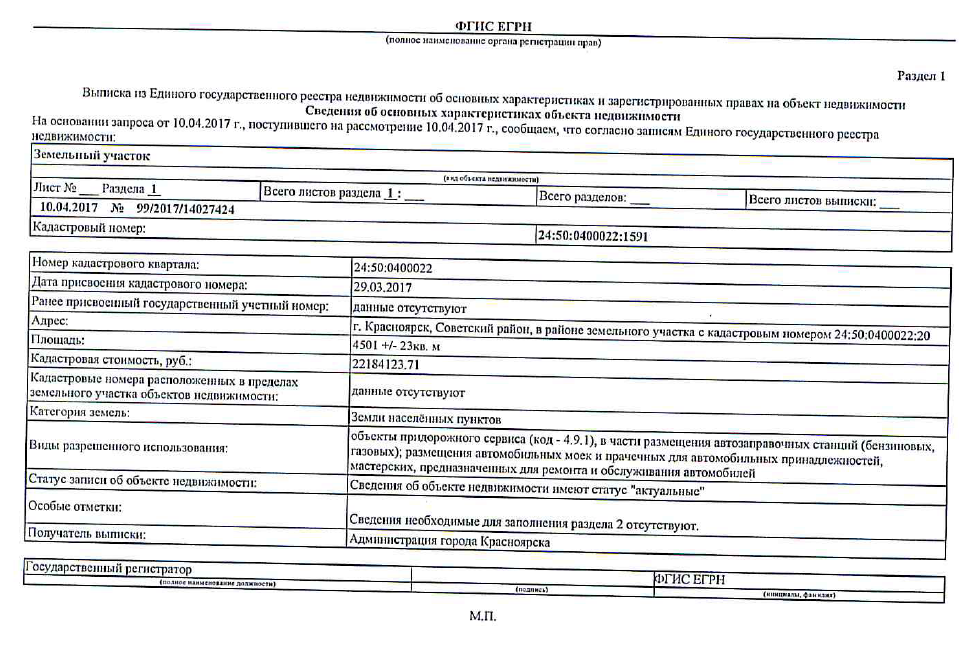 ФГИС ЕГРН
(полное наименование органа регистрации прав)
Раздел 1
Выписка из Единого государственного реестра недвижимости об основных характеристиках и зарегистрированных правах на объект недвижимости
Сведения об основных характеристиках объекта недвижимости
На основании запроса от 10.04.2017 г., поступившего на рассмотрение 10.04.2017 г., сообщаем, что согласно записям Единого государственного реестра
недвижимости:
Земельный участок
(вид объекта недвижимости)
Лист № ___ Раздела 1 Всего листов раздела 1 : ___ Всего разделов: ___ Всего листов выписки: ___
10.04.2017 № 99/2017/14027424
Кадастровый номер: 24:50:0400022:1591
Номер кадастрового квартала: 24:50:0400022
Дата присвоения кадастрового номера: 29.03.2017
Ранее присвоенный государственный учетный номер: данные отсутствуют
Адрес: г. Красноярск, Советский район, в районе земельного участка с кадастровым номером 24:50:0400022:20
Площадь: 4501 +/- 23кв. м
Кадастровая стоимость, руб.: 22184123.71
Кадастровые номера расположенных в пределах
земельного участка объектов недвижимости: данные отсутствуют
Категория земель: Земли населённых пунктов
Виды разрешенного использования: объекты придорожного сервиса (код - 4.9.1), в части размещения автозаправочных станций (бензиновых,
газовых); размещения автомобильных моек и прачечных для автомобильных принадлежностей,
мастерских, предназначенных для ремонта и обслуживания автомобилей
Статус записи об объекте недвижимости: Сведения об объекте недвижимости имеют статус "актуальные"
Особые отметки: Сведения необходимые для заполнения раздела 2 отсутствуют.
Получатель выписки: Администрация города Красноярска
Государственный регистратор ФГИС ЕГРН
(полное наименование должности) (подпись) (инициалы, фамилия)
М.П.